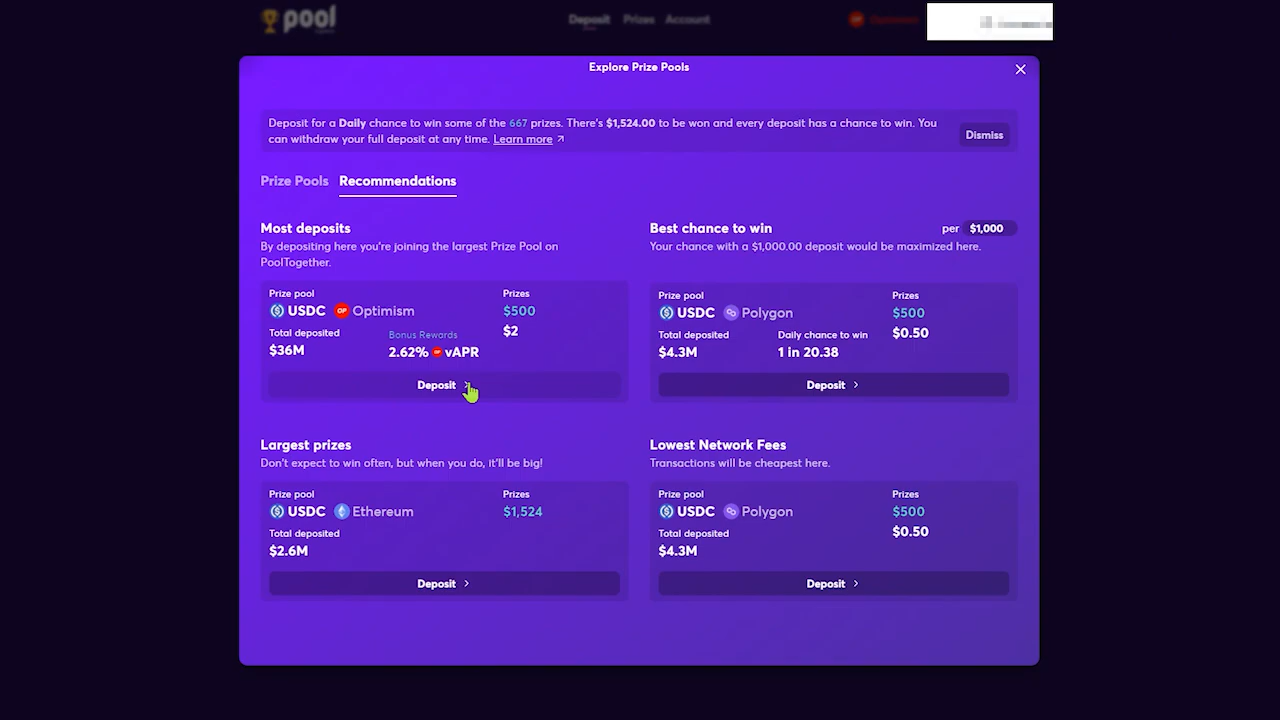 pool
Deposit Prizes Account
Optimism
Explore Prize Pools
Deposit for a Daily chance to win some of the 667 prizes. There's $1,524.00 to be won and every deposit has a chance to win. You
can withdraw your full deposit at any time. Learn more ↗
Dismiss
Prize Pools Recommendations
Most deposits
By depositing here you're joining the largest Prize Pool on
PoolTogether.
Prize pool Prizes
USDC OP Optimism $500
Total deposited Bonus Rewards $2
$36M 2.62% vAPR
Deposit >
Best chance to win per $1,000
Your chance with a $1,000.00 deposit would be maximized here.
Prize pool Prizes
USDC Polygon $500
Total deposited Daily chance to win $0.50
$4.3M 1 in 20.38
Deposit >
Largest prizes
Don't expect to win often, but when you do, it'll be big!
Prize pool Prizes
USDC Ethereum $1,524
Total deposited
$2.6M
Deposit >
Lowest Network Fees
Transactions will be cheapest here.
Prize pool Prizes
USDC Polygon $500
Total deposited $0.50
$4.3M
Deposit >